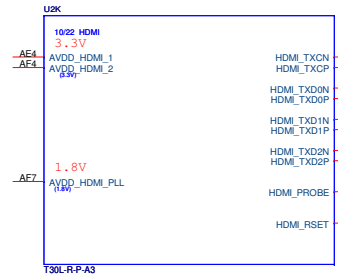 U2K
10/22 HDMI
3.3V
AE4 AVDD_HDMI_1 HDMI_TXCN
AF4 AVDD_HDMI_2 HDMI_TXCP
(3.3V)
HDMI_TXD0N
HDMI_TXD0P
HDMI_TXD1N
HDMI_TXD1P
HDMI_TXD2N
1.8V HDMI_TXD2P
AF7 AVDD_HDMI_PLL
(1.8V)
HDMI_PROBE
HDMI_RSET
T30L-R-P-A3